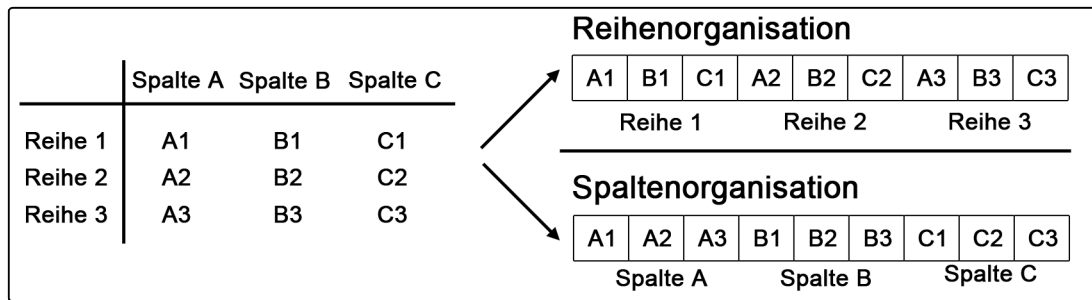 Spalte A Spalte B Spalte C
Reihe 1 A1 B1 C1
Reihe 2 A2 B2 C2
Reihe 3 A3 B3 C3
Reihenorganisation
A1 B1 C1 A2 B2 C2 A3 B3 C3
Reihe 1 Reihe 2 Reihe 3
Spaltenorganisation
A1 A2 A3 B1 B2 B3 C1 C2 C3
Spalte A Spalte B Spalte C